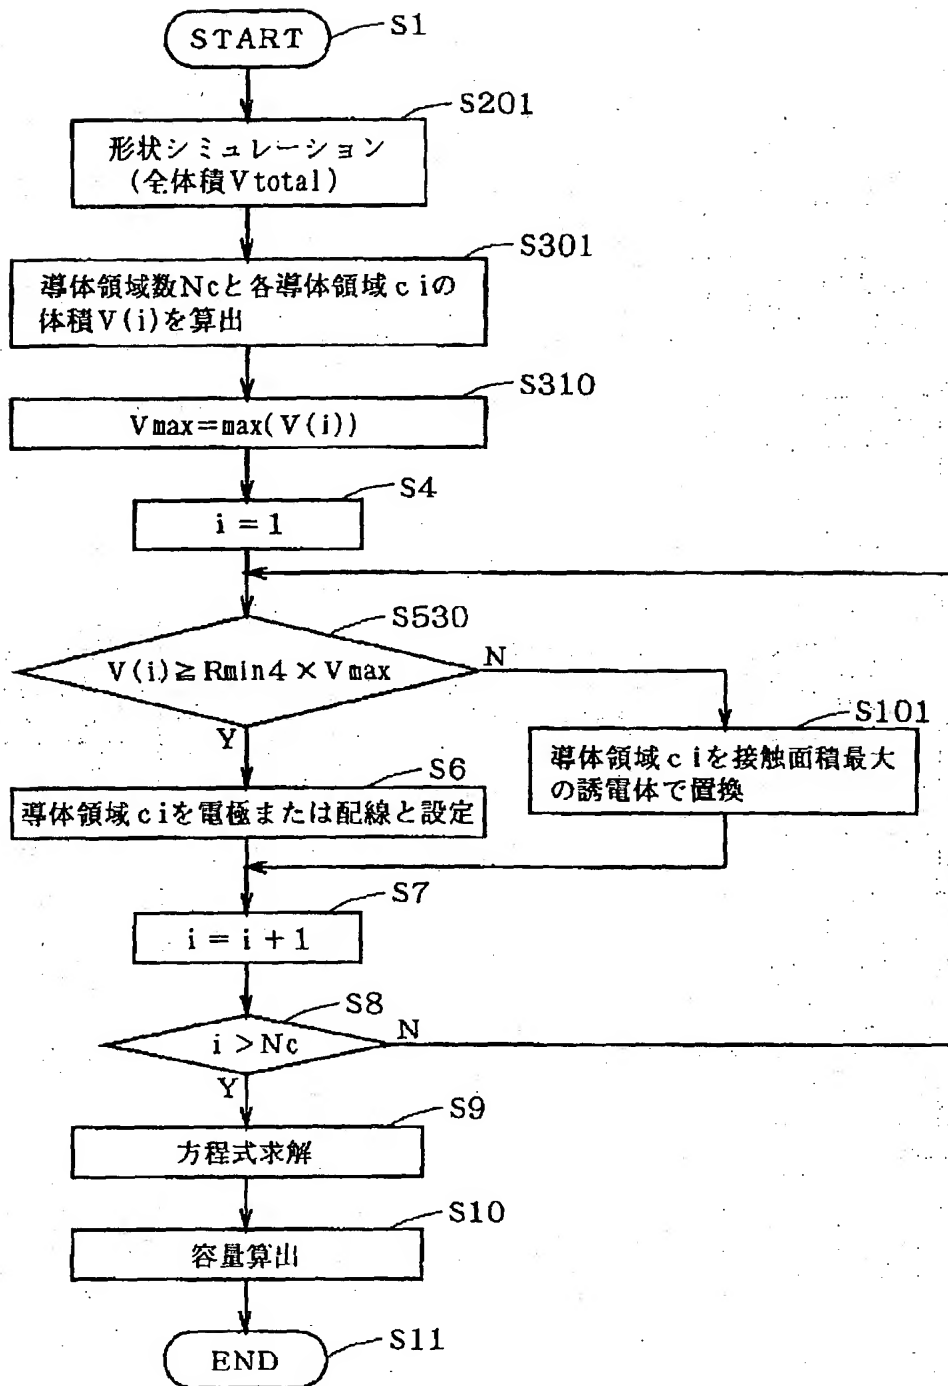 START
S1
S201
形状シミュレーション
(全体積Vtotal)
S301
導体領域数Ncと各導体領域ciの
体積V(i)を算出
S310
Vmax=max(V(i))
S4
i=1
S530
V(i)≧Rmin4×Vmax
N
Y
S101
導体領域ciを接触面積最大
の誘電体で置換
S6
導体領域ciを電極または配線と設定
S7
i=i+1
S8
i>Nc
N
Y
S9
方程式求解
S10
容量算出
S11
END